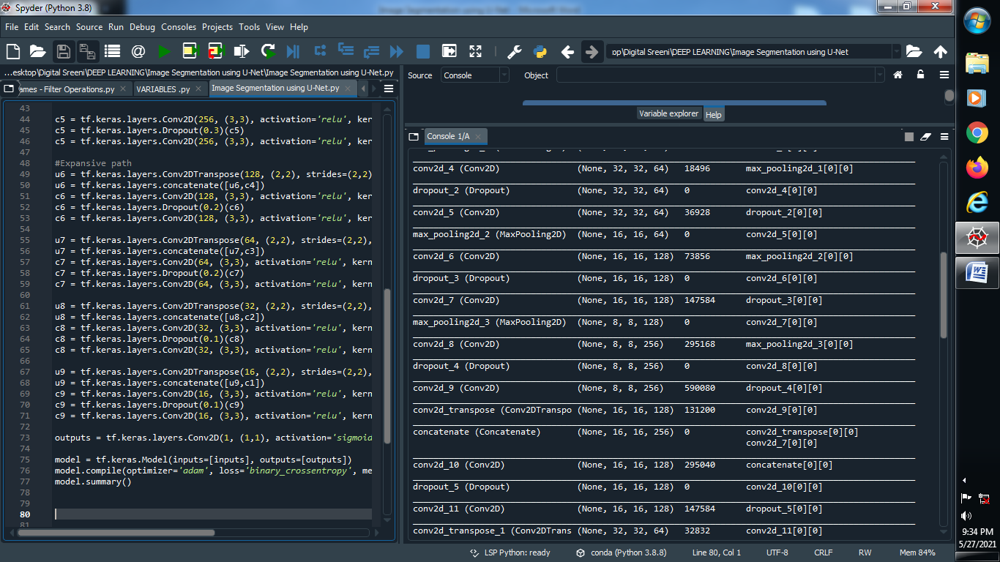 Spyder (Python 3.8)
File Edit Search Source Run Debug Consoles Projects Tools View Help
op\Digital Sreeni\DEEP LEARNING\Image Segmentation using U-Net
...esktop\Digital Sreeni\DEEP LEARNING\Image Segmentation using U-Net\Image Segmentation using U-Net.py
ames - Filter Operations.py VARIABLES .py Image Segmentation using U-Net.py
43
44 c5 = tf.keras.layers.Conv2D(256, (3,3), activation='relu', ker
45 c5 = tf.keras.layers.Dropout(0.3)(c5)
46 c5 = tf.keras.layers.Conv2D(256, (3,3), activation='relu', ker
47
48 #Expansive path
49 u6 = tf.keras.layers.Conv2DTranspose(128, (2,2), strides=(2,2)
50 u6 = tf.keras.layers.concatenate([u6,c4])
51 c6 = tf.keras.layers.Conv2D(128, (3,3), activation='relu', ker
52 c6 = tf.keras.layers.Dropout(0.2)(c6)
53 c6 = tf.keras.layers.Conv2D(128, (3,3), activation='relu', ker
54
55 u7 = tf.keras.layers.Conv2DTranspose(64, (2,2), strides=(2,2),
56 u7 = tf.keras.layers.concatenate([u7,c3])
57 c7 = tf.keras.layers.Conv2D(64, (3,3), activation='relu', kern
58 c7 = tf.keras.layers.Dropout(0.2)(c7)
59 c7 = tf.keras.layers.Conv2D(64, (3,3), activation='relu', kern
60
61 u8 = tf.keras.layers.Conv2DTranspose(32, (2,2), strides=(2,2),
62 u8 = tf.keras.layers.concatenate([u8,c2])
63 c8 = tf.keras.layers.Conv2D(32, (3,3), activation='relu', kern
64 c8 = tf.keras.layers.Dropout(0.1)(c8)
65 c8 = tf.keras.layers.Conv2D(32, (3,3), activation='relu', kern
66
67 u9 = tf.keras.layers.Conv2DTranspose(16, (2,2), strides=(2,2),
68 u9 = tf.keras.layers.concatenate([u9,c1])
69 c9 = tf.keras.layers.Conv2D(16, (3,3), activation='relu', kern
70 c9 = tf.keras.layers.Dropout(0.1)(c9)
71 c9 = tf.keras.layers.Conv2D(16, (3,3), activation='relu', kern
72
73 outputs = tf.keras.layers.Conv2D(1, (1,1), activation='sigmoid
74
75 model = tf.keras.Model(inputs=[inputs], outputs=[outputs])
76 model.compile(optimizer='adam', loss='binary_crossentropy', me
77 model.summary()
78
79
80
81
Source Console Object
Variable explorer Help
Console 1/A
conv2d_4 (Conv2D) (None, 32, 32, 64) 18496 max_pooling2d_1[0][0]
dropout_2 (Dropout) (None, 32, 32, 64) 0 conv2d_4[0][0]
conv2d_5 (Conv2D) (None, 32, 32, 64) 36928 dropout_2[0][0]
max_pooling2d_2 (MaxPooling2D) (None, 16, 16, 64) 0 conv2d_5[0][0]
conv2d_6 (Conv2D) (None, 16, 16, 128) 73856 max_pooling2d_2[0][0]
dropout_3 (Dropout) (None, 16, 16, 128) 0 conv2d_6[0][0]
conv2d_7 (Conv2D) (None, 16, 16, 128) 147584 dropout_3[0][0]
max_pooling2d_3 (MaxPooling2D) (None, 8, 8, 128) 0 conv2d_7[0][0]
conv2d_8 (Conv2D) (None, 8, 8, 256) 295168 max_pooling2d_3[0][0]
dropout_4 (Dropout) (None, 8, 8, 256) 0 conv2d_8[0][0]
conv2d_9 (Conv2D) (None, 8, 8, 256) 590080 dropout_4[0][0]
conv2d_transpose (Conv2DTranspo (None, 16, 16, 128) 131200 conv2d_9[0][0]
concatenate (Concatenate) (None, 16, 16, 256) 0 conv2d_transpose[0][0]
conv2d_7[0][0]
conv2d_10 (Conv2D) (None, 16, 16, 128) 295040 concatenate[0][0]
dropout_5 (Dropout) (None, 16, 16, 128) 0 conv2d_10[0][0]
conv2d_11 (Conv2D) (None, 16, 16, 128) 147584 dropout_5[0][0]
conv2d_transpose_1 (Conv2DTrans (None, 32, 32, 64) 32832 conv2d_11[0][0]
LSP Python: ready conda (Python 3.8.8) Line 80, Col 1 UTF-8 CRLF RW Mem 84%
9:34 PM
5/27/2021